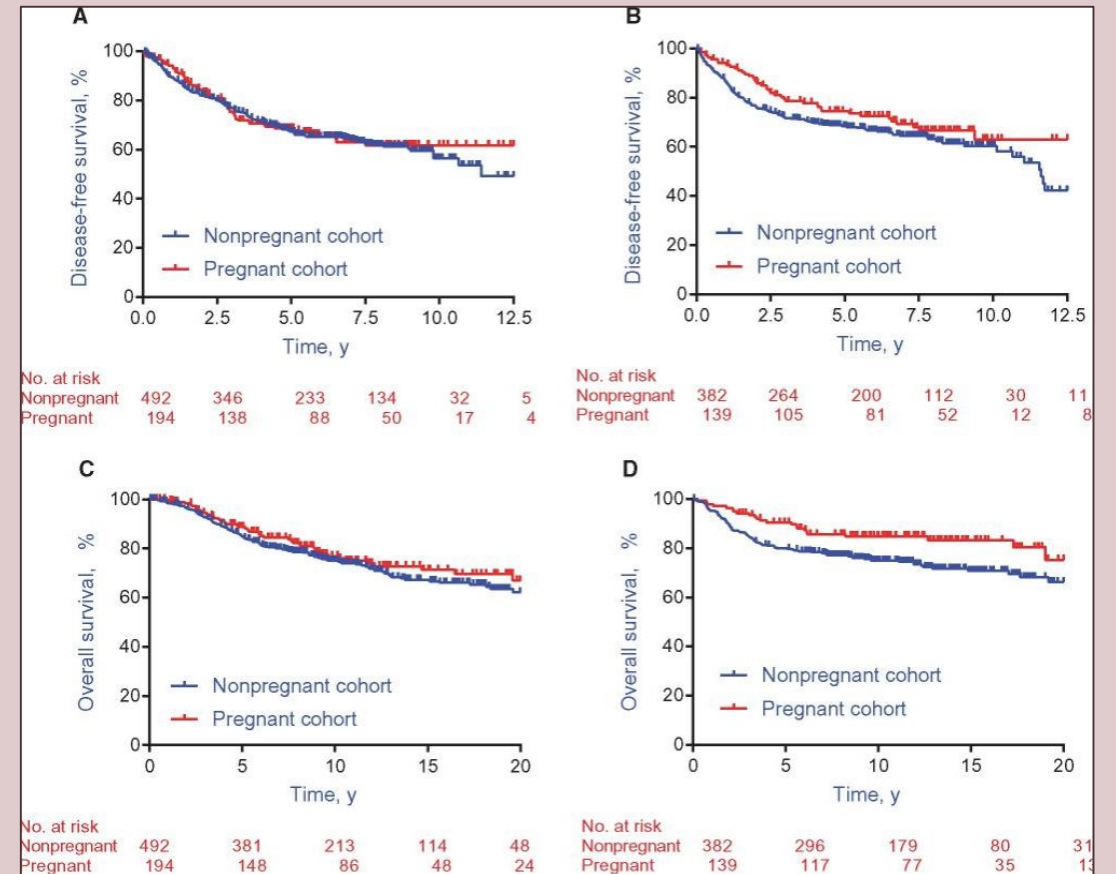 A
Disease-free survival, %
100
80
60
40
20
0
Nonpregnant cohort
Pregnant cohort
0.0 2.5 5.0 7.5 10.0 12.5
Time, y
No. at risk
Nonpregnant 492 346 233 134 32 5
Pregnant 194 138 88 50 17 4
B
Disease-free survival, %
100
80
60
40
20
0
Nonpregnant cohort
Pregnant cohort
0.0 2.5 5.0 7.5 10.0 12.5
Time, y
No. at risk
Nonpregnant 382 264 200 112 30 11
Pregnant 139 105 81 52 12 8
C
Overall survival, %
100
80
60
40
20
0
Nonpregnant cohort
Pregnant cohort
0 5 10 15 20
Time, y
No. at risk
Nonpregnant 492 381 213 114 48
Pregnant 194 148 86 48 24
D
Overall survival, %
100
80
60
40
20
0
Nonpregnant cohort
Pregnant cohort
0 5 10 15 20
Time, y
No. at risk
Nonpregnant 382 296 179 80 31
Pregnant 139 117 77 35